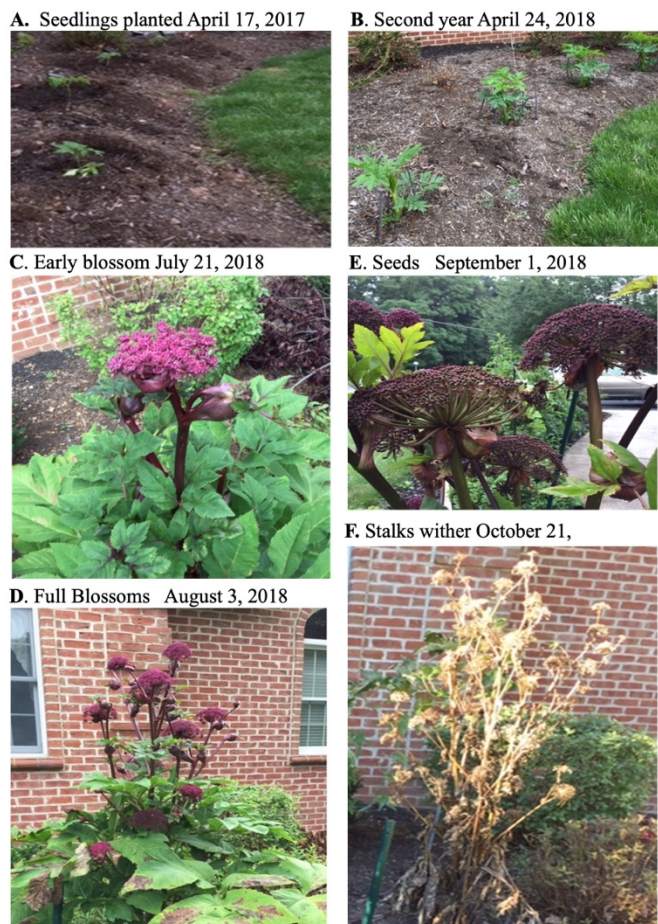 A. Seedlings planted April 17, 2017
B. Second year April 24, 2018
C. Early blossom July 21, 2018
E. Seeds September 1, 2018
D. Full Blossoms August 3, 2018
F. Stalks wither October 21,